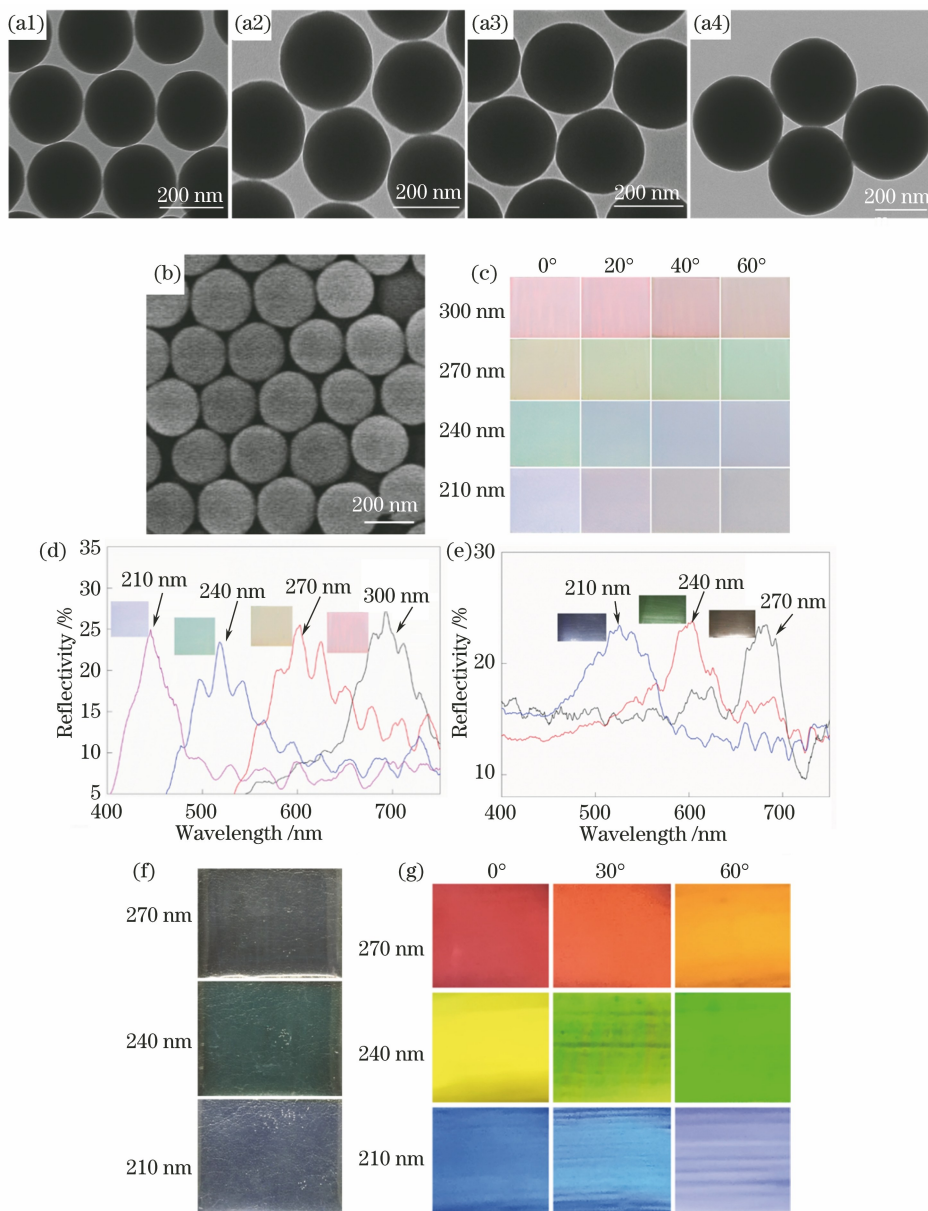 (a1)
200 nm
(a2)
200 nm
(a3)
200 nm
(a4)
200 nm
(b)
200 nm
(c)
0° 20° 40° 60°
300 nm
270 nm
240 nm
210 nm
(d)
35
30
25
20
15
10
5
Reflectivity /%
210 nm
240 nm
270 nm
300 nm
400 500 600 700
Wavelength /nm
(e)
30
20
10
Reflectivity /%
210 nm
240 nm
270 nm
400 500 600 700
Wavelength /nm
(f)
270 nm
240 nm
210 nm
(g)
0° 30° 60°
270 nm
240 nm
210 nm